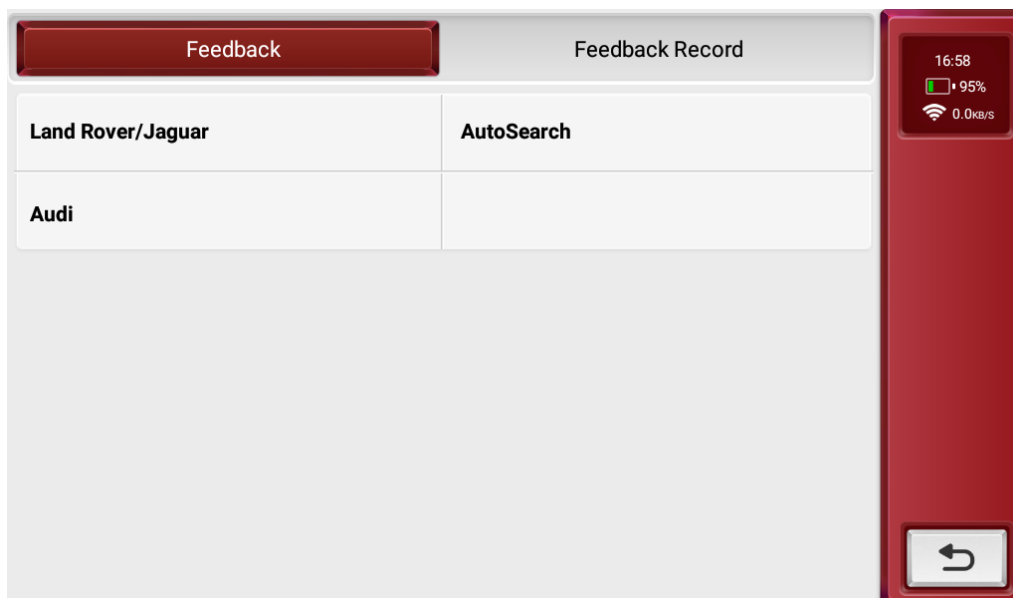 Feedback
Feedback Record
16:58
95%
0.0KB/S
Land Rover/Jaguar
AutoSearch
Audi